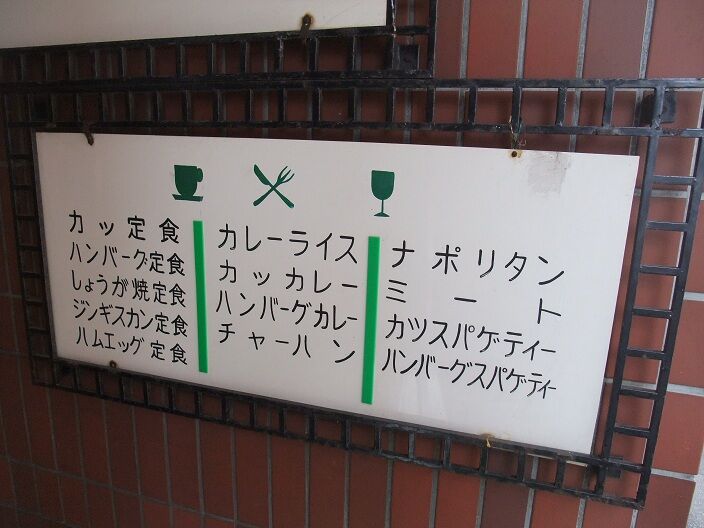 カツ定食
ハンバーグ定食
しょうが焼定食
ジンギスカン定食
ハムエッグ定食
カレーライス
カツカレー
ハンバーグカレー
チャーハン
ナポリタン
ミート
カツスパゲティー
ハンバーグスパゲティー